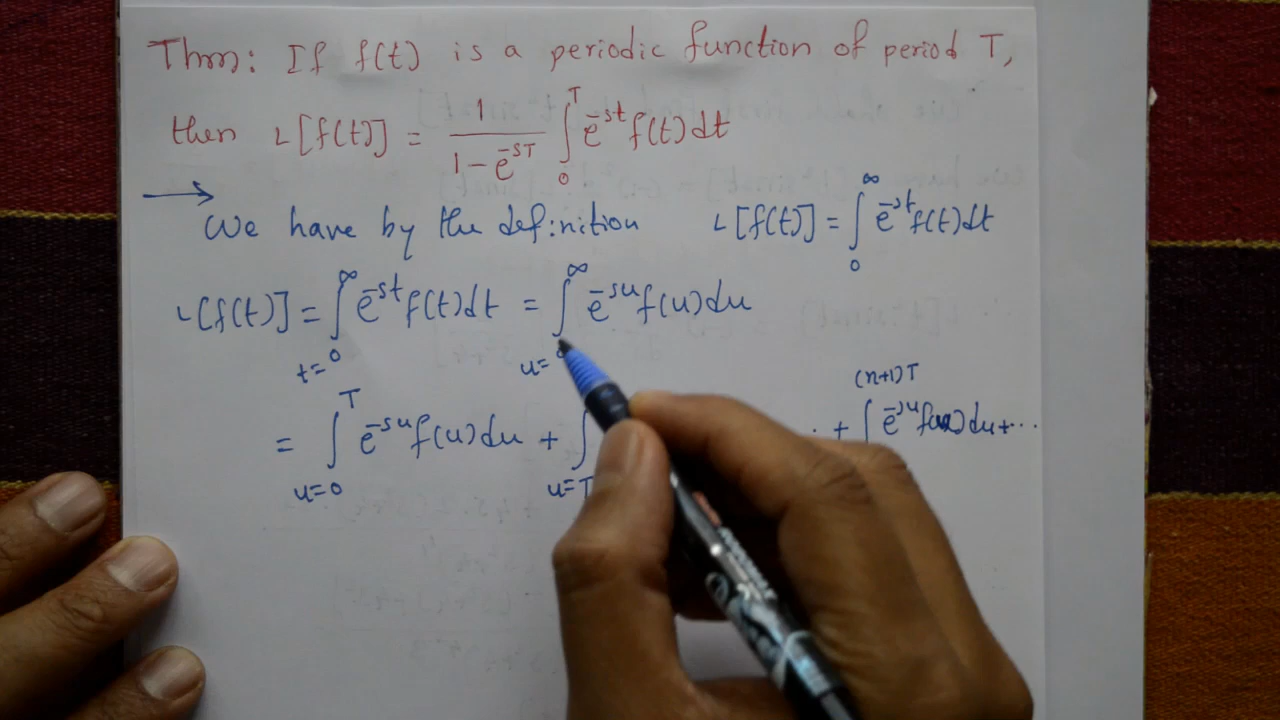 Thm: If f(t) is a periodic function of period T,
then L[f(t)] = 1/(1-e^-sT) ∫_0^T e^-st f(t)dt
→
We have by the definition L[f(t)] = ∫_0^∞ e^-st f(t)dt
L[f(t)] = ∫_{t=0}^∞ e^-st f(t)dt = ∫_{u=0}^∞ e^-su f(u)du
= ∫_{u=0}^T e^-su f(u)du + ∫_{u=T} . + ∫^{(n+1)T} e^-su f(u)du+...